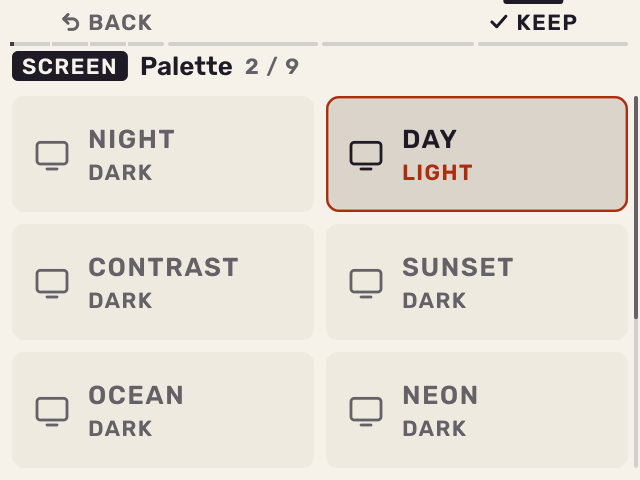 BACK
KEEP
SCREEN Palette 2 / 9
NIGHT
DARK
DAY
LIGHT
CONTRAST
DARK
SUNSET
DARK
OCEAN
DARK
NEON
DARK